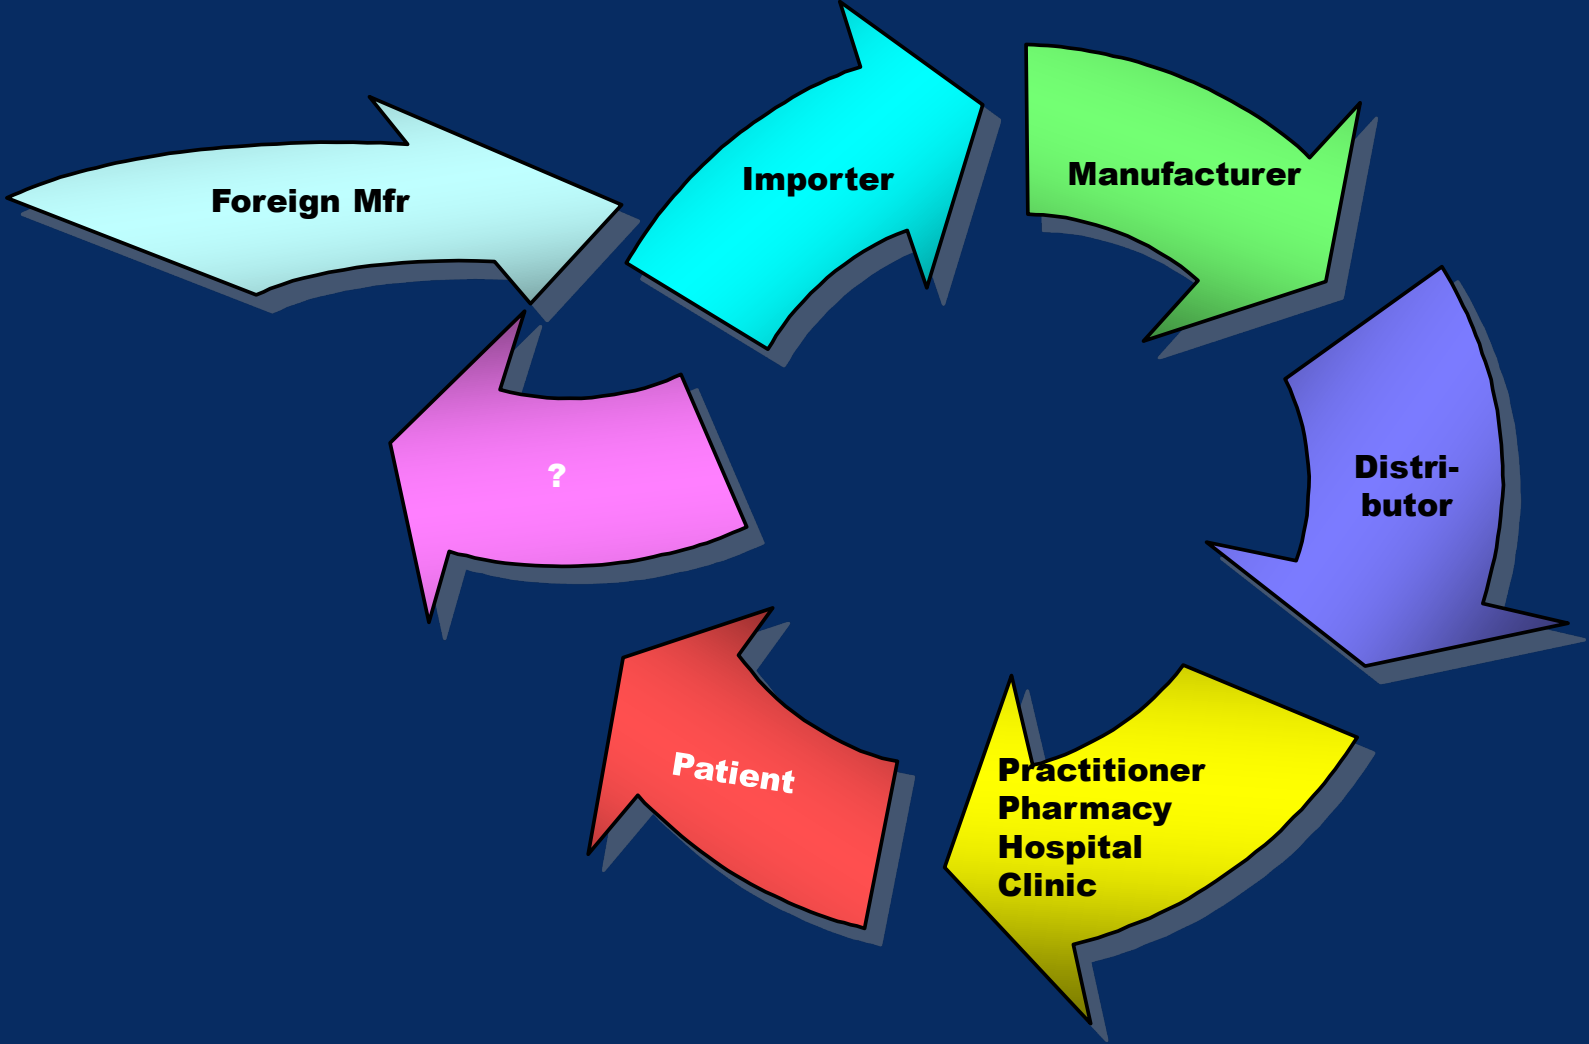 Foreign Mfr
Importer
Manufacturer
Distri-
butor
Practitioner
Pharmacy
Hospital
Clinic
Patient
?